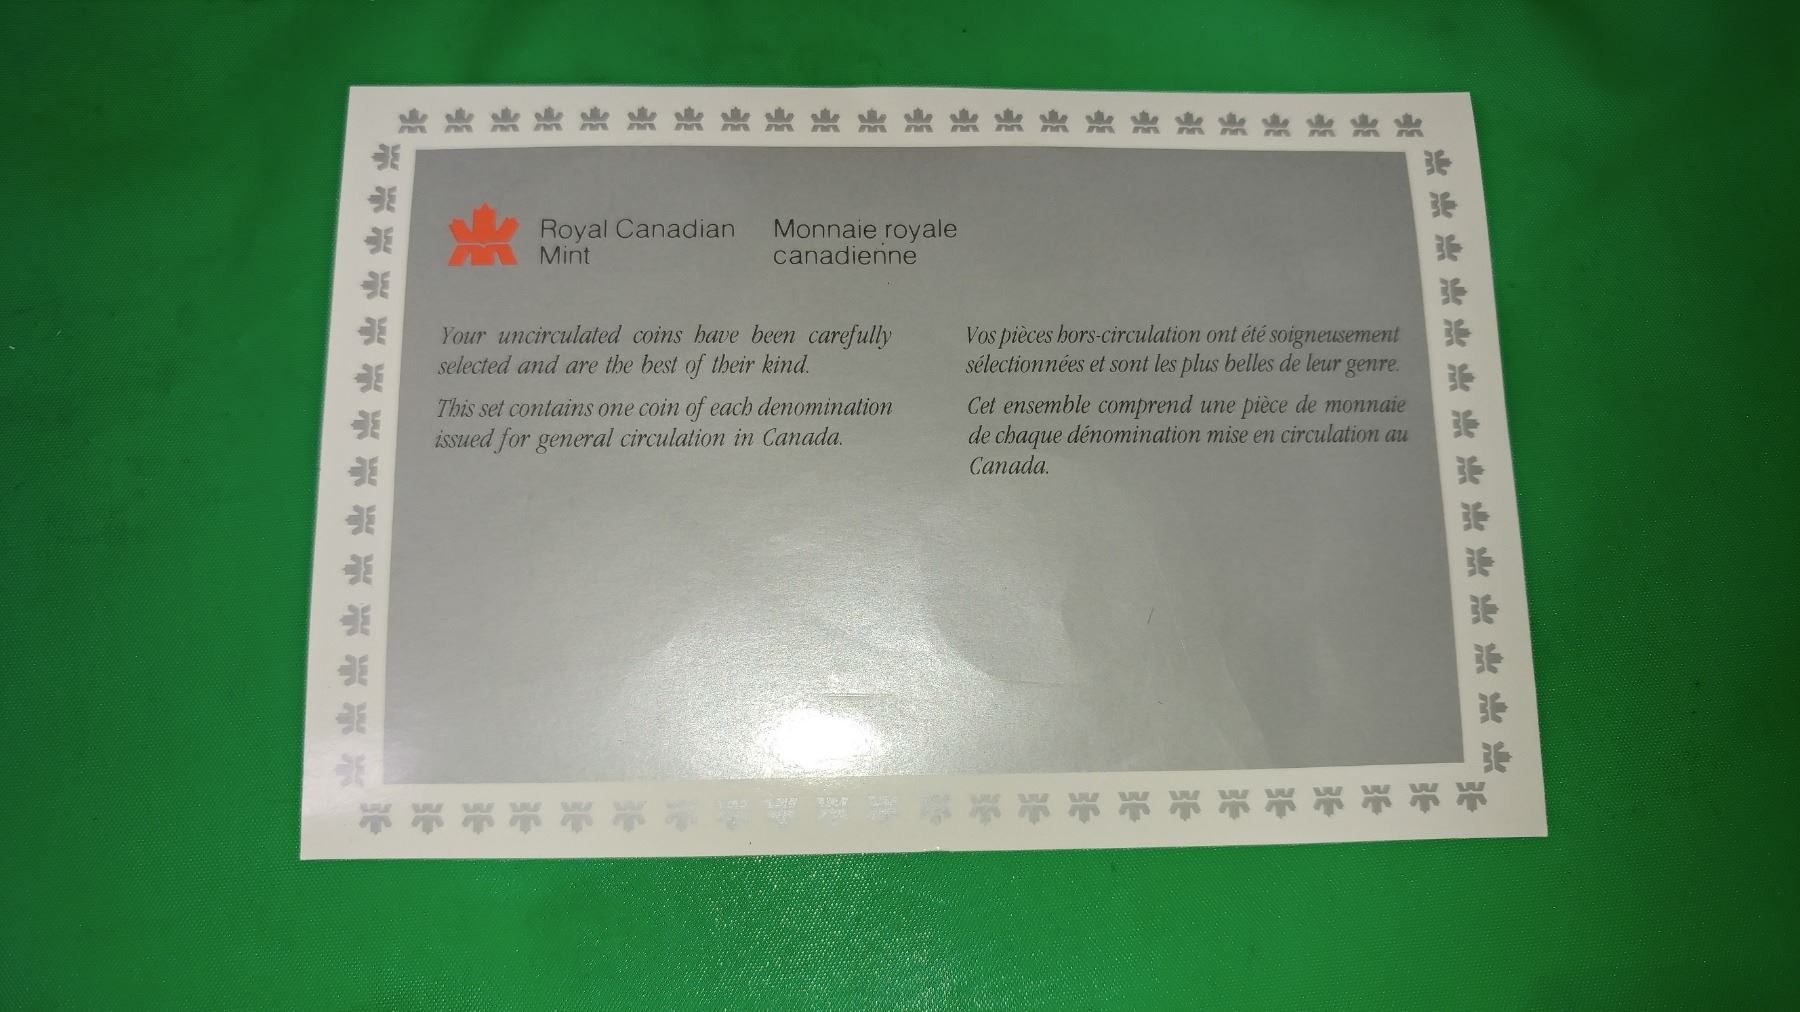 Royal Canadian
Mint
Monnaie royale
canadienne
Your uncirculated coins have been carefully
selected and are the best of their kind.
This set contains one coin of each denomination
issued for general circulation in Canada.
Vos pièces hors-circulation ont été soigneusement
sélectionnées et sont les plus belles de leur genre.
Cet ensemble comprend une pièce de monnaie
de chaque dénomination mise en circulation au
Canada.